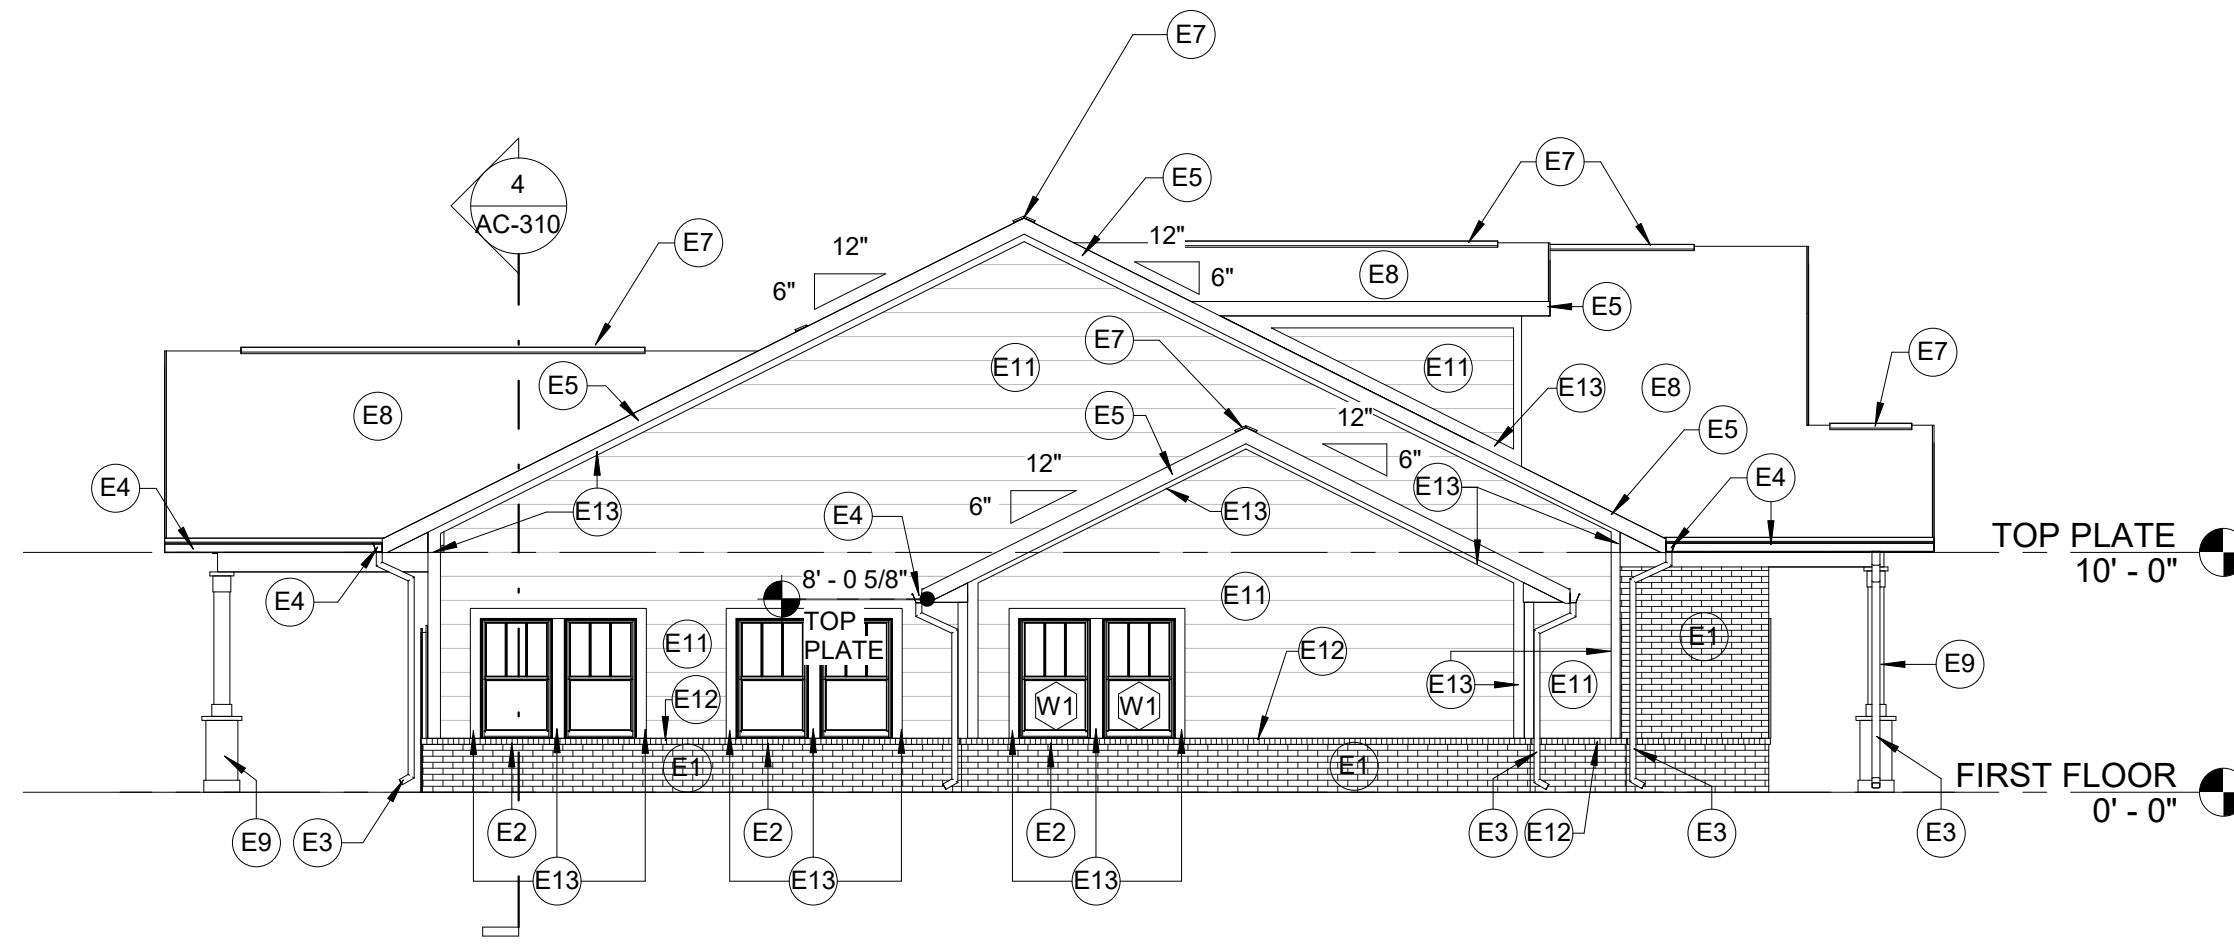 E7
E7
4
AC-310
E5
E7
12"
12"
6"
6"
E8
E5
E7
E7
E11
E11
E5
E13
E8
E8
E5
12"
E5
12"
6"
E4
E13
E4
6"
E13
E4
E13
TOP PLATE
10' - 0"
8' - 0 5/8"
E4
E11
TOP
PLATE
E11
E1
E12
E9
E12
E13
E11
W1
W1
E1
E1
FIRST FLOOR
0' - 0"
E9
E3
E2
E2
E2
E3
E12
E3
E3
E13
E13
E13